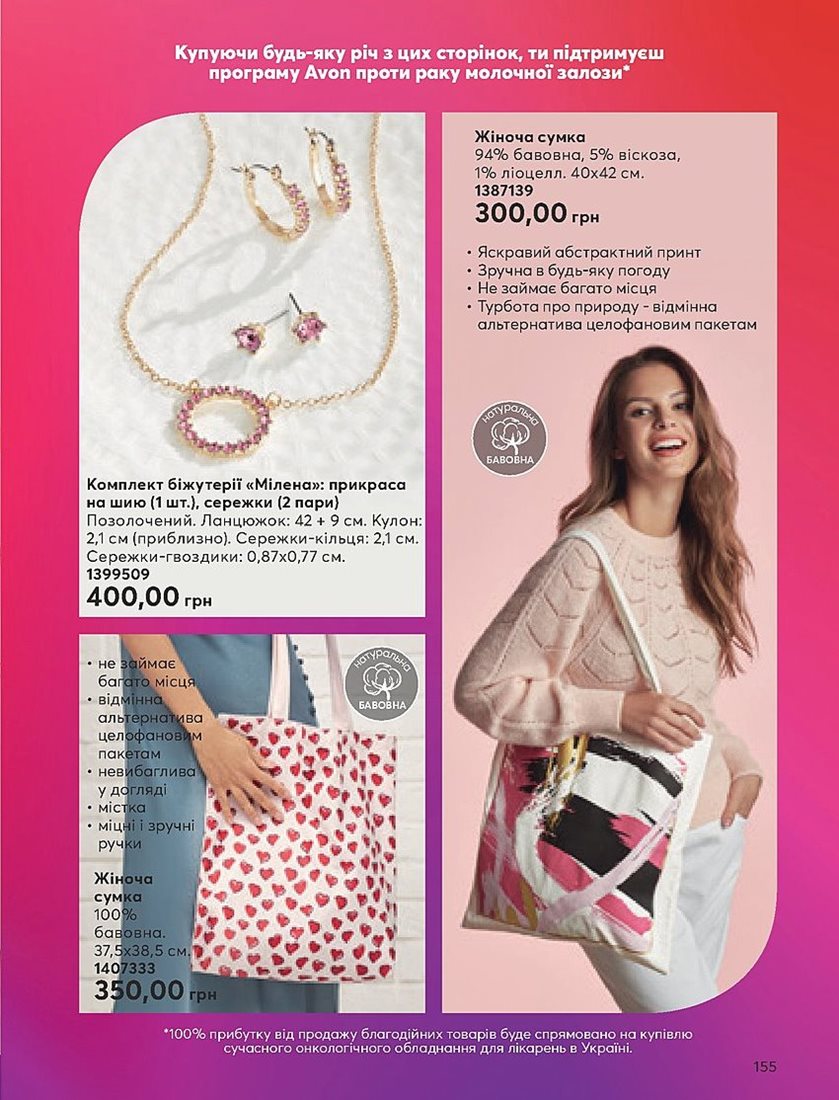 Купуючи будь-яку річ з цих сторінок, ти підтримуєш
програму Avon проти раку молочної залози*
Комплект біжутерії «Мілена»: прикраса
на шию (1 шт.), сережки (2 пари)
Позолочений. Ланцюжок: 42 + 9 см. Кулон:
2,1 см (приблизно). Сережки-кільця: 2,1 см.
Сережки-гвоздики: 0,87х0,77 см.
1399509
400,00 грн
Жіноча сумка
94% бавовна, 5% віскоза,
1% ліоцелл. 40х42 см.
1387139
300,00 грн
• Яскравий абстрактний принт
• Зручна в будь-яку погоду
• Не займає багато місця
• Турбота про природу - відмінна
альтернатива целофановим пакетам
натуральна
БАВОВНА
• не займає
багато місця
• відмінна
альтернатива
целофановим
пакетам
• невибаглива
у догляді
• містка
• міцні і зручні
ручки
натуральна
БАВОВНА
Жіноча
сумка
100%
бавовна.
37,5х38,5 см.
1407333
350,00 грн
*100% прибутку від продажу благодійних товарів буде спрямовано на купівлю
сучасного онкологічного обладнання для лікарень в Україні.
155